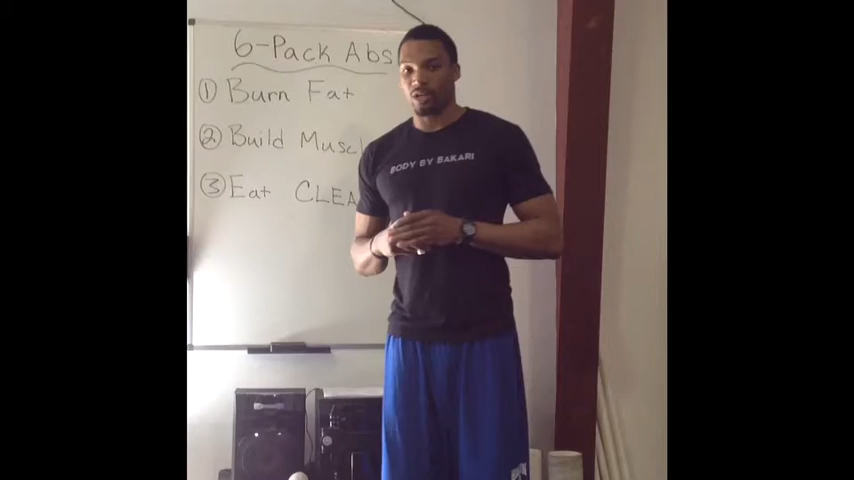 6-Pack Abs
① Burn Fat
② Build Muscl
③ Eat CLEA
BODY BY BAKARI